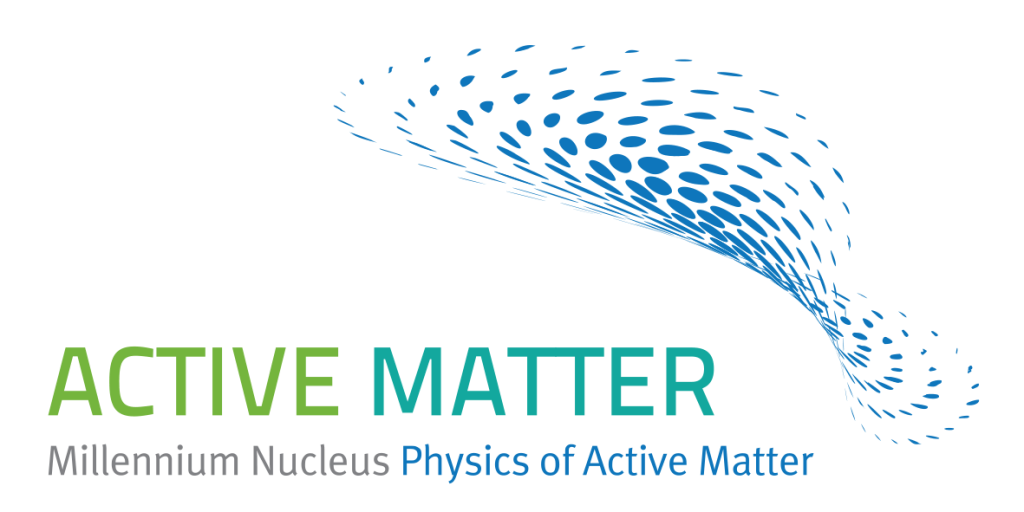 ACTIVE MATTER
Millennium Nucleus Physics of Active Matter